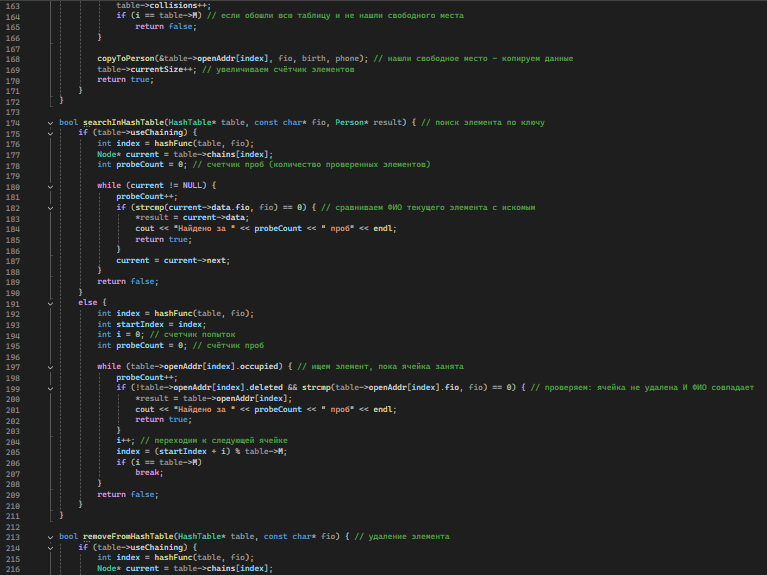 163 table->collisions++;
164 if (i == table->M) // если обошли всю таблицу и не нашли свободного места
165 return false;
166 }
167
168 copyToPerson(&table->openAddr[index], fio, birth, phone); // нашли свободное место - копируем данные
169 table->currentSize++; // увеличиваем счётчик элементов
170 return true;
171 }
172 }
173
174 bool searchInHashTable(HashTable* table, const char* fio, Person* result) { // поиск элемента по ключу
175 if (table->useChaining) {
176 int index = hashFunc(table, fio);
177 Node* current = table->chains[index];
178 int probeCount = 0; // счетчик проб (количество проверенных элементов)
179
180 while (current != NULL) {
181 probeCount++;
182 if (strcmp(current->data.fio, fio) == 0) { // сравниваем ФИО текущего элемента с искомым
183 *result = current->data;
184 cout << "Найдено за " << probeCount << " проб" << endl;
185 return true;
186 }
187 current = current->next;
188 }
189 return false;
190 }
191 else {
192 int index = hashFunc(table, fio);
193 int startIndex = index;
194 int i = 0; // счетчик попыток
195 int probeCount = 0; // счётчик проб
196
197 while (table->openAddr[index].occupied) { // ищем элемент, пока ячейка занята
198 probeCount++;
199 if (!table->openAddr[index].deleted && strcmp(table->openAddr[index].fio, fio) == 0) { // проверяем: ячейка не удалена И ФИО совпадает
200 *result = table->openAddr[index];
201 cout << "Найдено за " << probeCount << " проб" << endl;
202 return true;
203 }
204 i++; // переходим к следующей ячейке
205 index = (startIndex + i) % table->M;
206 if (i == table->M)
207 break;
208 }
209 return false;
210 }
211 }
212
213 bool removeFromHashTable(HashTable* table, const char* fio) { // удаление элемента
214 if (table->useChaining) {
215 int index = hashFunc(table, fio);
216 Node* current = table->chains[index];